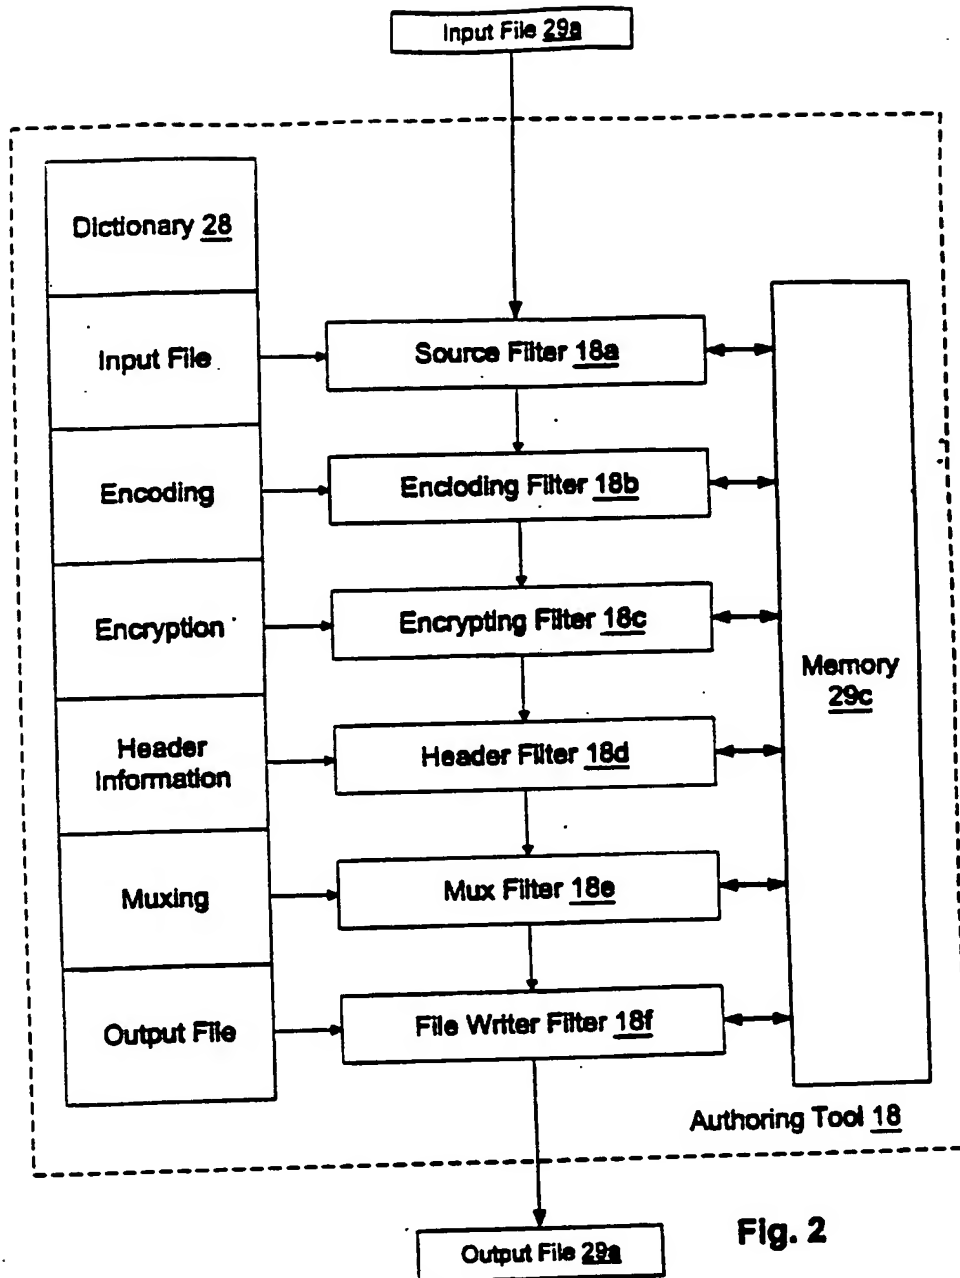 Input File 29a
Dictionary 28
Input File
Source Filter 18a
Encoding
Encloding Filter 18b
Encryption
Encrypting Filter 18c
Memory
29c
Header
Information
Header Filter 18d
Muxing
Mux Filter 18e
Output File
File Writer Filter 18f
Authoring Tool 18
Output File 29a
Fig. 2